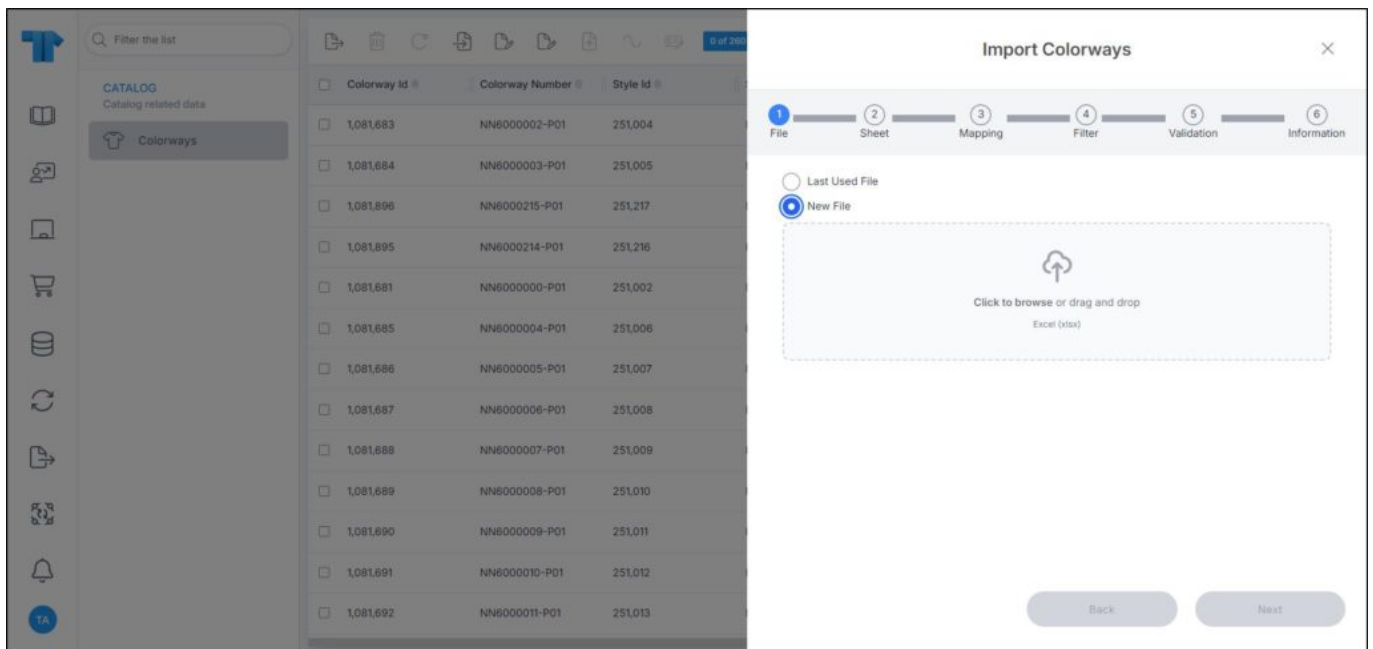 Filter the list
CATALOG
Catalog related data
Colorways
0 of 260
Colorway Id Colorway Number Style Id
1,081,683 NN6000002-P01 251,004
1,081,684 NN6000003-P01 251,005
1,081,896 NN6000215-P01 251,217
1,081,895 NN6000214-P01 251,216
1,081,681 NN6000000-P01 251,002
1,081,685 NN6000004-P01 251,006
1,081,686 NN6000005-P01 251,007
1,081,687 NN6000006-P01 251,008
1,081,688 NN6000007-P01 251,009
1,081,689 NN6000008-P01 251,010
1,081,690 NN6000009-P01 251,011
1,081,691 NN6000010-P01 251,012
1,081,692 NN6000011-P01 251,013
TA
Import Colorways
1 2 3 4 5 6
File Sheet Mapping Filter Validation Information
Last Used File
New File
Click to browse or drag and drop
Excel (xlsx)
Back Next